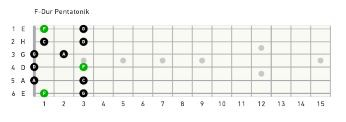 F-Dur Pentatonik
1 E F G
2 H C D
3 G G A
4 D D F
5 A A C
6 E F G
1 2 3 4 5 6 7 8 9 10 11 12 13 14 15